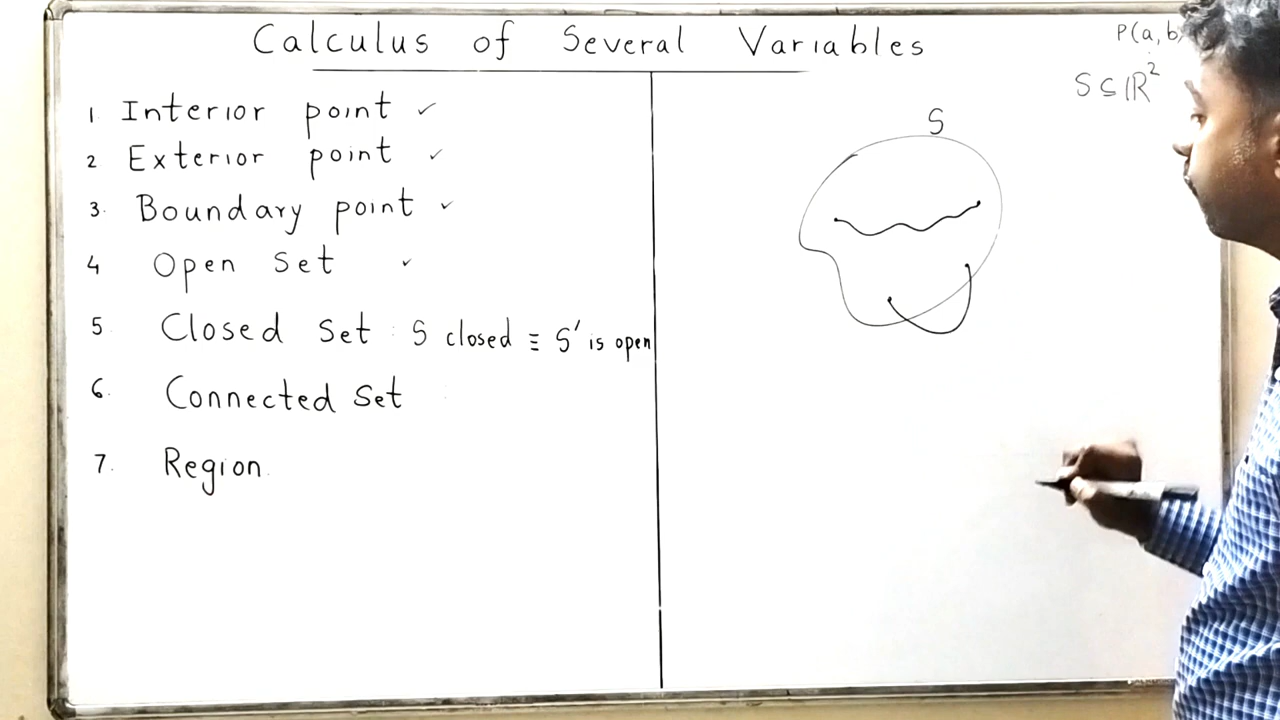 Calculus of Several Variables
1 Interior point ✓
2 Exterior point ✓
3. Boundary point ✓
4 Open Set ✓
5 Closed Set : S closed ≡ S′ is open
6. Connected Set
7. Region
P(a,b
S ⊆ ℝ²
S